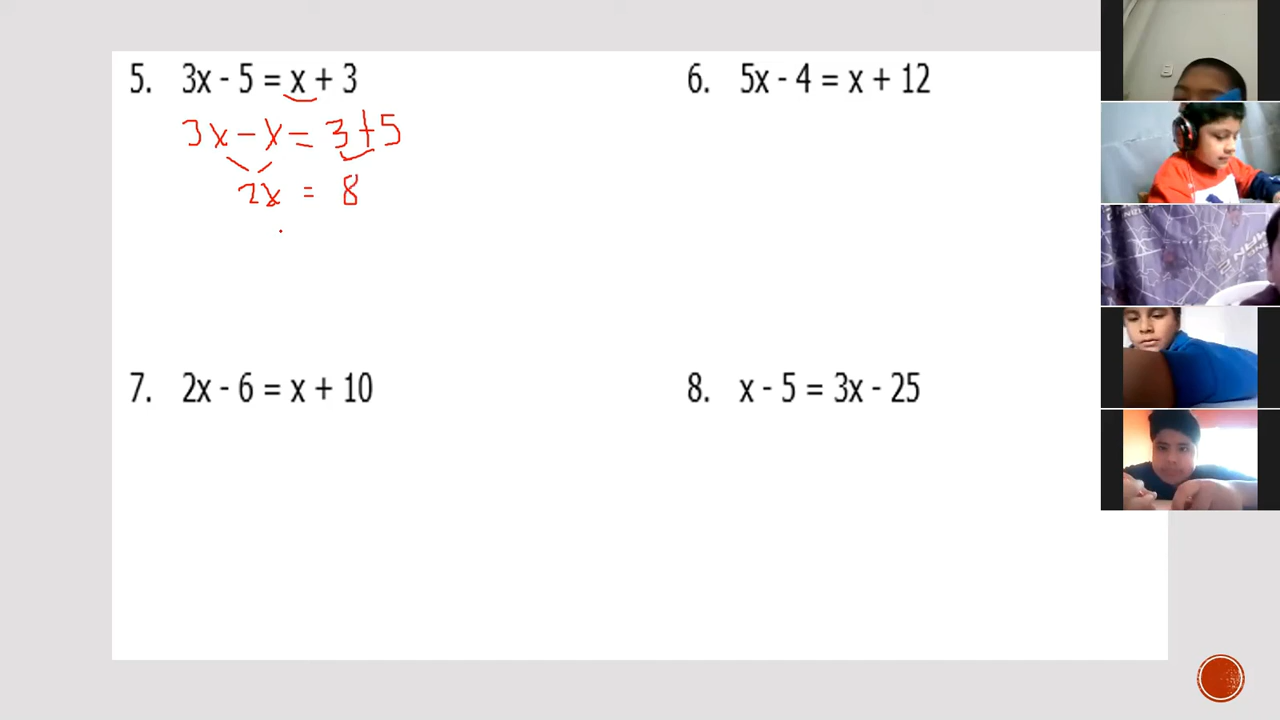 5. 3x - 5 = x + 3
3x - x = 3 + 5
2x = 8
6. 5x - 4 = x + 12
7. 2x - 6 = x + 10
8. x - 5 = 3x - 25